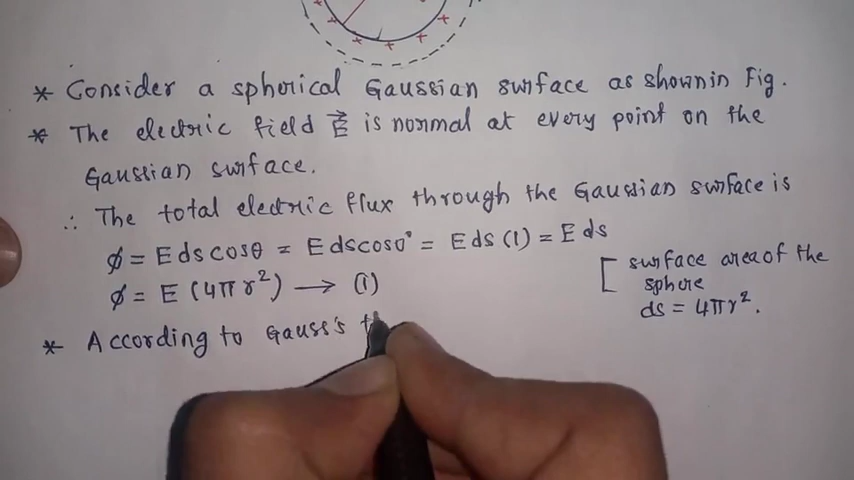 * Consider a spherical Gaussian surface as shown in Fig.
* The electric field E⃗ is normal at every point on the
Gaussian surface.
∴ The total electric flux through the Gaussian surface is
ϕ = E ds cosθ = E ds cos0° = E ds (1) = E ds
ϕ = E (4πr²) ⟶ (1)
[ surface area of the
sphere
ds = 4πr².
* According to Gauss's t